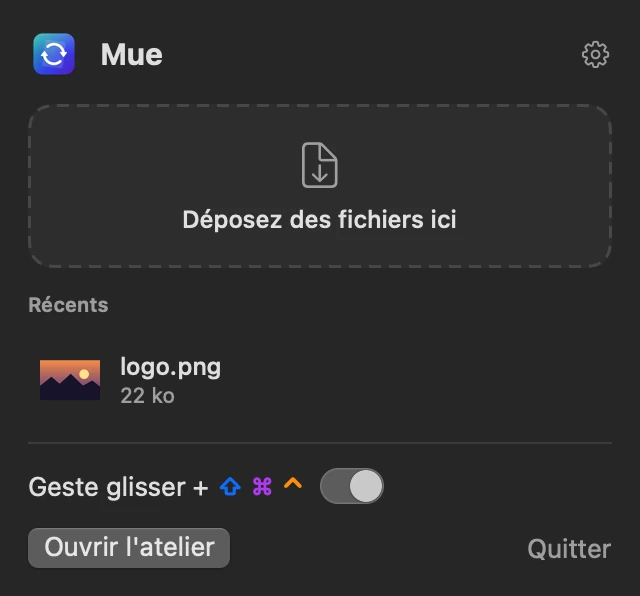 Mue
Déposez des fichiers ici
Récents
logo.png
22 ko
Geste glisser + ⇧ ⌘ ⌃
Ouvrir l'atelier
Quitter